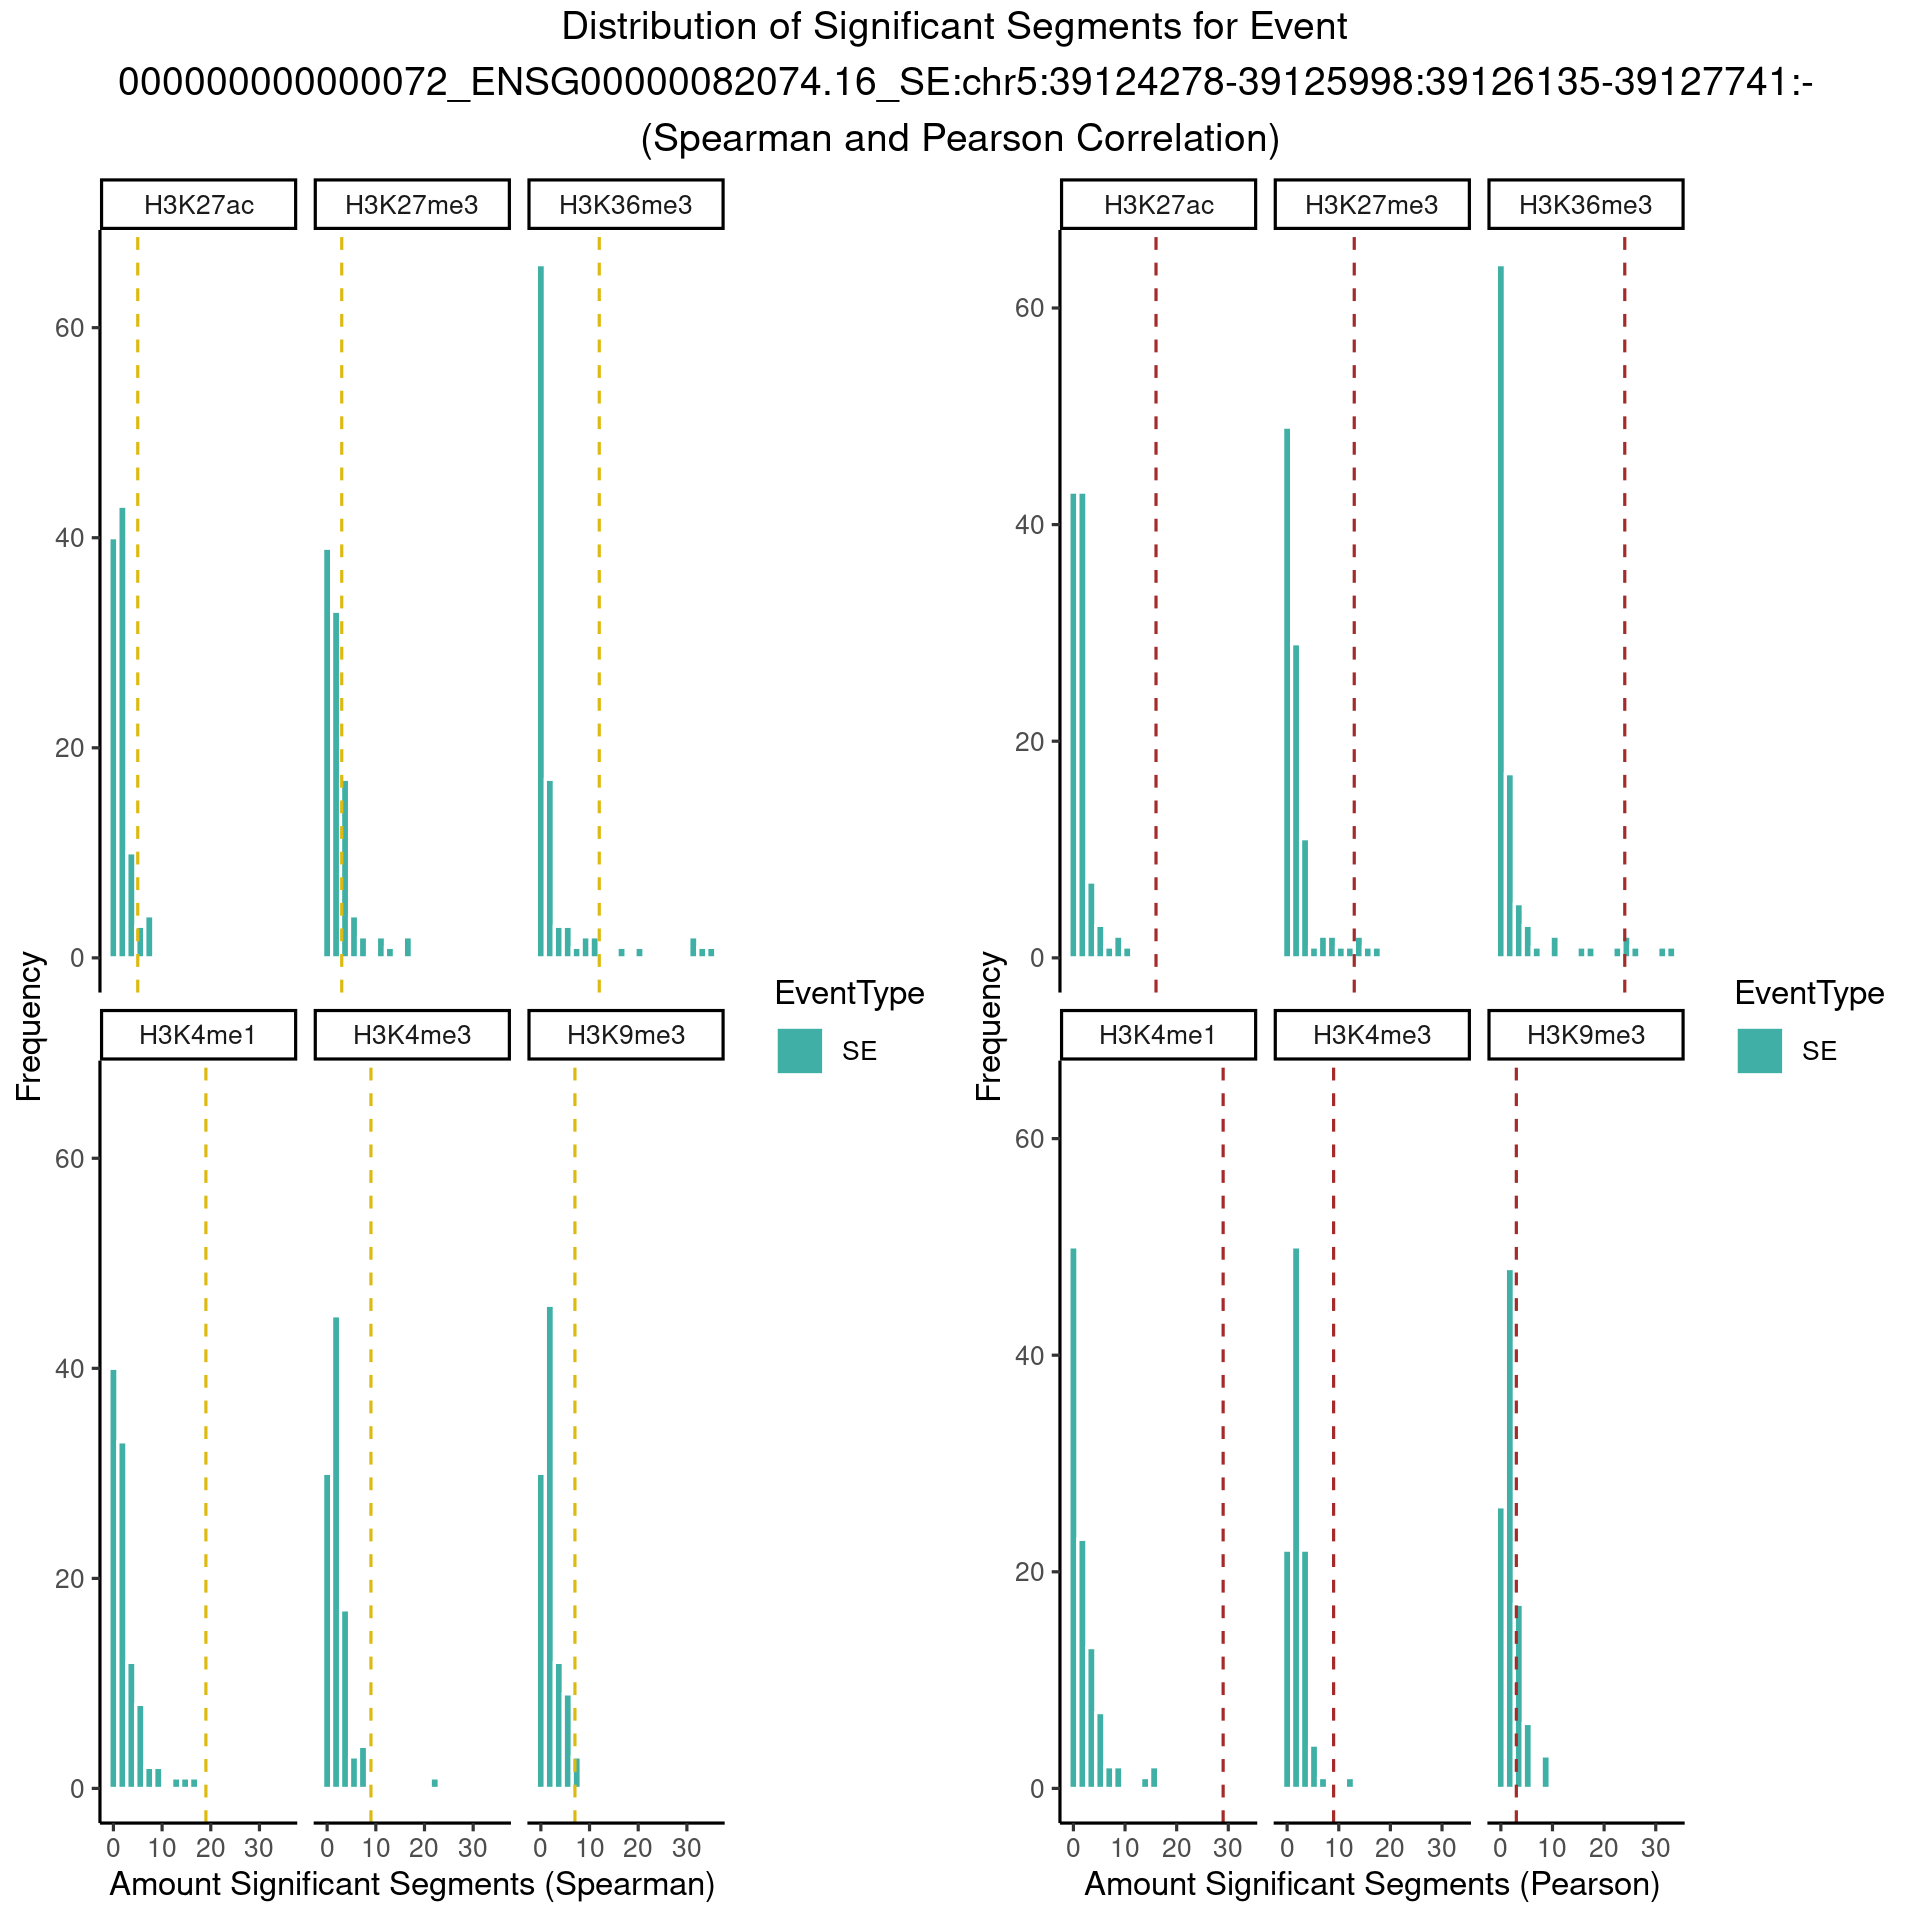 Distribution of Significant Segments for Event
000000000000072_ENSG00000082074.16_SE:chr5:39124278-39125998:39126135-39127741:-
(Spearman and Pearson Correlation)
H3K27ac H3K27me3 H3K36me3
60
40
20
0
H3K4me1 H3K4me3 H3K9me3
60
40
20
0
0 10 20 30 0 10 20 30 0 10 20 30
Frequency
Amount Significant Segments (Spearman)
EventType
SE
H3K27ac H3K27me3 H3K36me3
60
40
20
0
H3K4me1 H3K4me3 H3K9me3
60
40
20
0
0 10 20 30 0 10 20 30 0 10 20 30
Frequency
Amount Significant Segments (Pearson)
EventType
SE